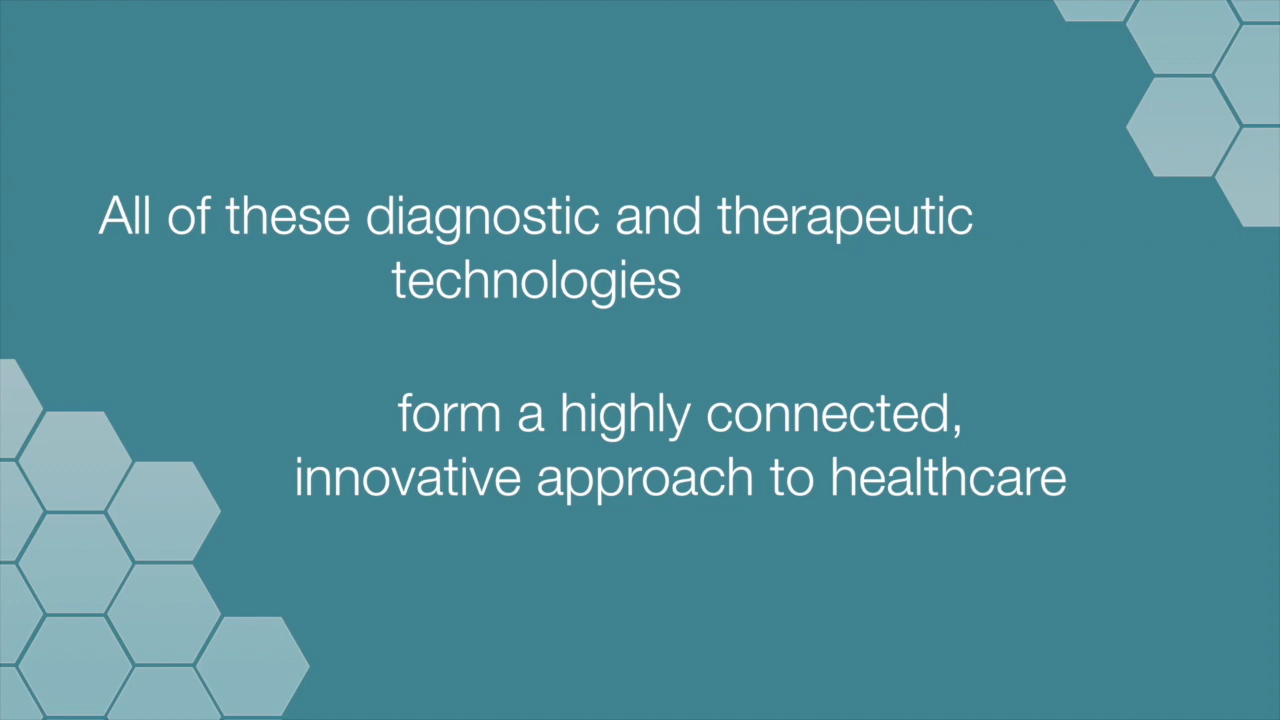 All of these diagnostic and therapeutic
technologies
form a highly connected,
innovative approach to healthcare